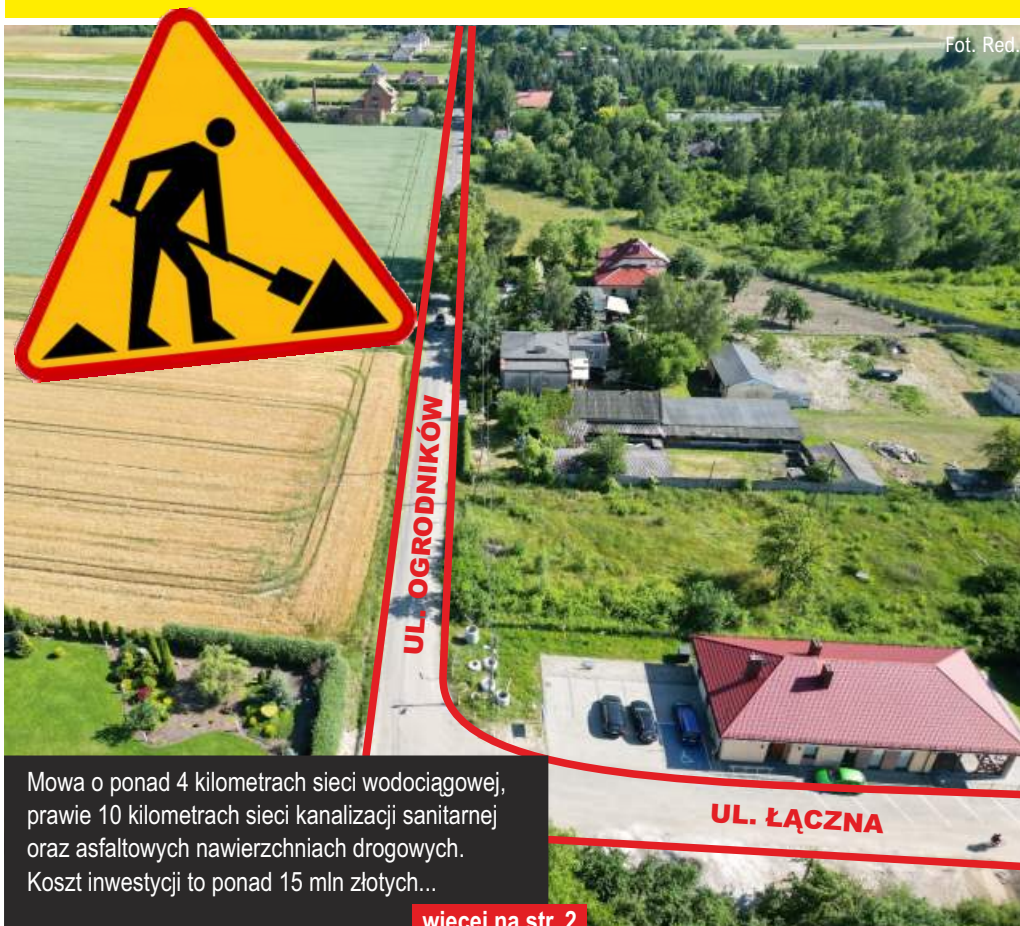 Fot. Red.
UL. OGRODNIKÓW
UL. ŁĄCZNA
Mowa o ponad 4 kilometrach sieci wodociągowej,
prawie 10 kilometrach sieci kanalizacji sanitarnej
oraz asfaltowych nawierzchniach drogowych.
Koszt inwestycji to ponad 15 mln złotych...
więcej na str. 2